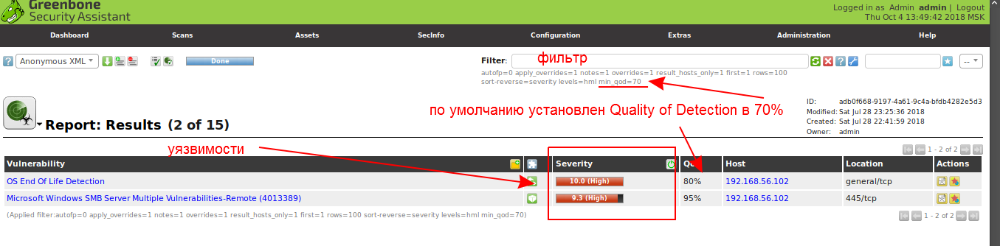 Greenbone
Security Assistant
Logged in as Admin admin | Logout
Thu Oct 4 13:49:42 2018 MSK
Dashboard Scans Assets SecInfo Configuration Extras Administration Help
? Anonymous XML Done Filter: фильтр ? --
autofp=0 apply_overrides=1 notes=1 overrides=1 result_hosts_only=1 first=1 rows=100
sort-reverse=severity levels=hml min_qod=70
по умолчанию установлен Quality of Detection в 70%
ID: adb0f668-9197-4a61-9c4a-bfdb4282e5d3
Modified: Sat Jul 28 23:25:36 2018
Created: Sat Jul 28 22:41:59 2018
Owner: admin
Report: Results (2 of 15)
уязвимости
1 - 2 of 2
Vulnerability Severity Host Location Actions
OS End Of Life Detection 10.0 (High) 80% 192.168.56.102 general/tcp
Microsoft Windows SMB Server Multiple Vulnerabilities-Remote (4013389) 9.3 (High) 95% 192.168.56.102 445/tcp
(Applied filter:autofp=0 apply_overrides=1 notes=1 overrides=1 result_hosts_only=1 first=1 rows=100 sort-reverse=severity levels=hml min_qod=70)
1 - 2 of 2